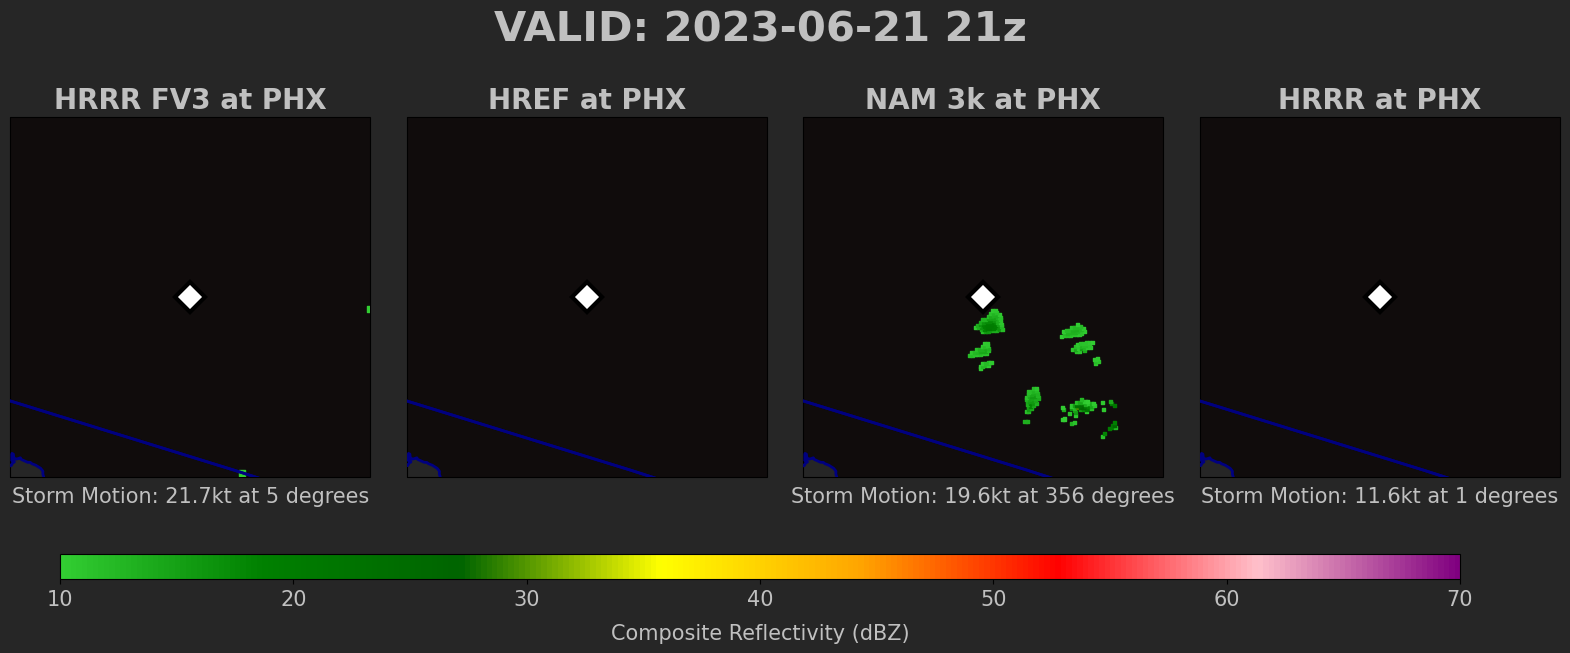 VALID: 2023-06-21 21z
HRRR FV3 at PHX
HREF at PHX
NAM 3k at PHX
HRRR at PHX
Storm Motion: 21.7kt at 5 degrees
Storm Motion: 19.6kt at 356 degrees
Storm Motion: 11.6kt at 1 degrees
10 20 30 40 50 60 70
Composite Reflectivity (dBZ)